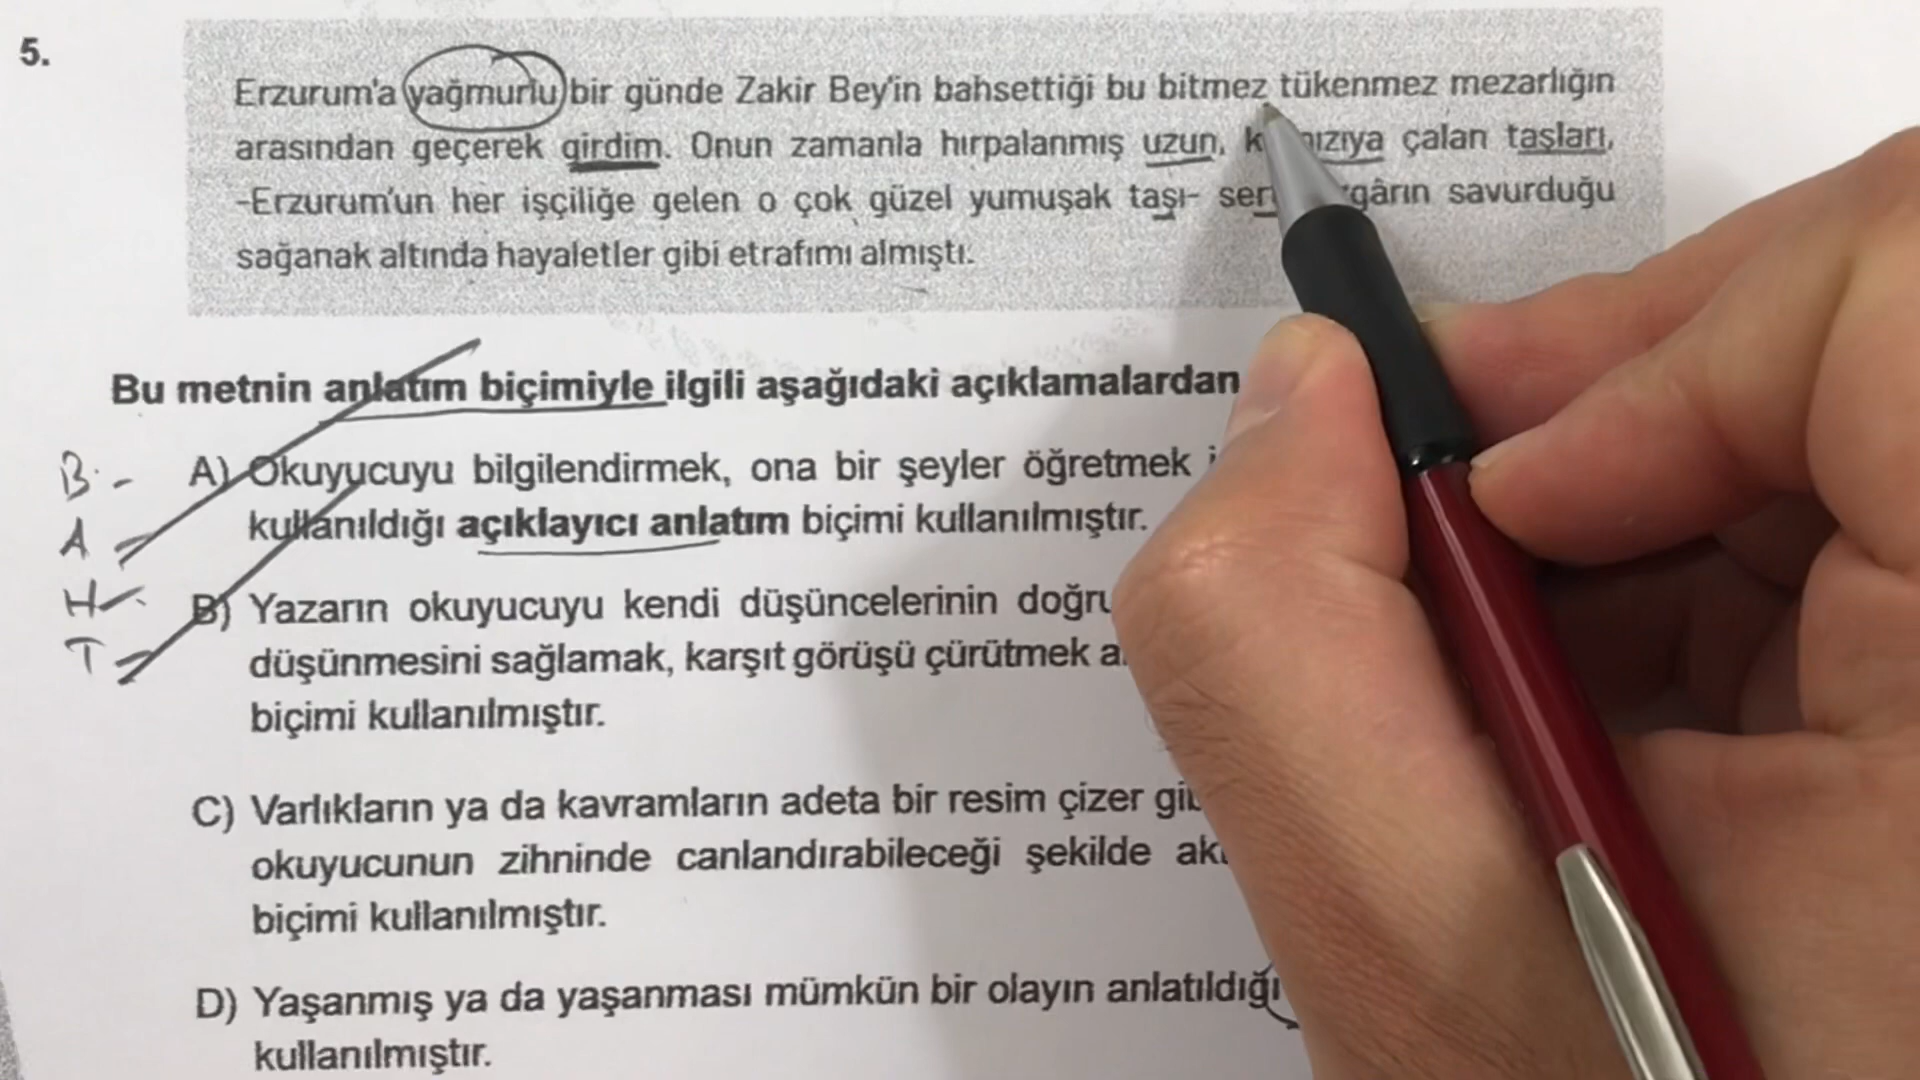 5.
Erzurum'a yağmurlu bir günde Zakir Bey'in bahsettiği bu bitmez tükenmez mezarlığın
arasından geçerek girdim. Onun zamanla hırpalanmış uzun, çalan taşları,
-Erzurum'un her işçiliğe gelen o çok güzel yumuşak taşı- savurduğu
sağanak altında hayaletler gibi etrafımı almıştı.
Bu metnin anlatım biçimiyle ilgili aşağıdaki açıklamalardan
B. - A) Okuyucuyu bilgilendirmek, ona bir şeyler öğretmek
A kullanıldığı açıklayıcı anlatım biçimi kullanılmıştır.
H B) Yazarın okuyucuyu kendi düşüncelerinin
T düşünmesini sağlamak, karşıt görüşü çürütmek
biçimi kullanılmıştır.
C) Varlıkların ya da kavramların adeta bir resim çizer
okuyucunun zihninde canlandırabileceği şekilde
biçimi kullanılmıştır.
D) Yaşanmış ya da yaşanması mümkün bir olayın anlatıldığı
kullanılmıştır.